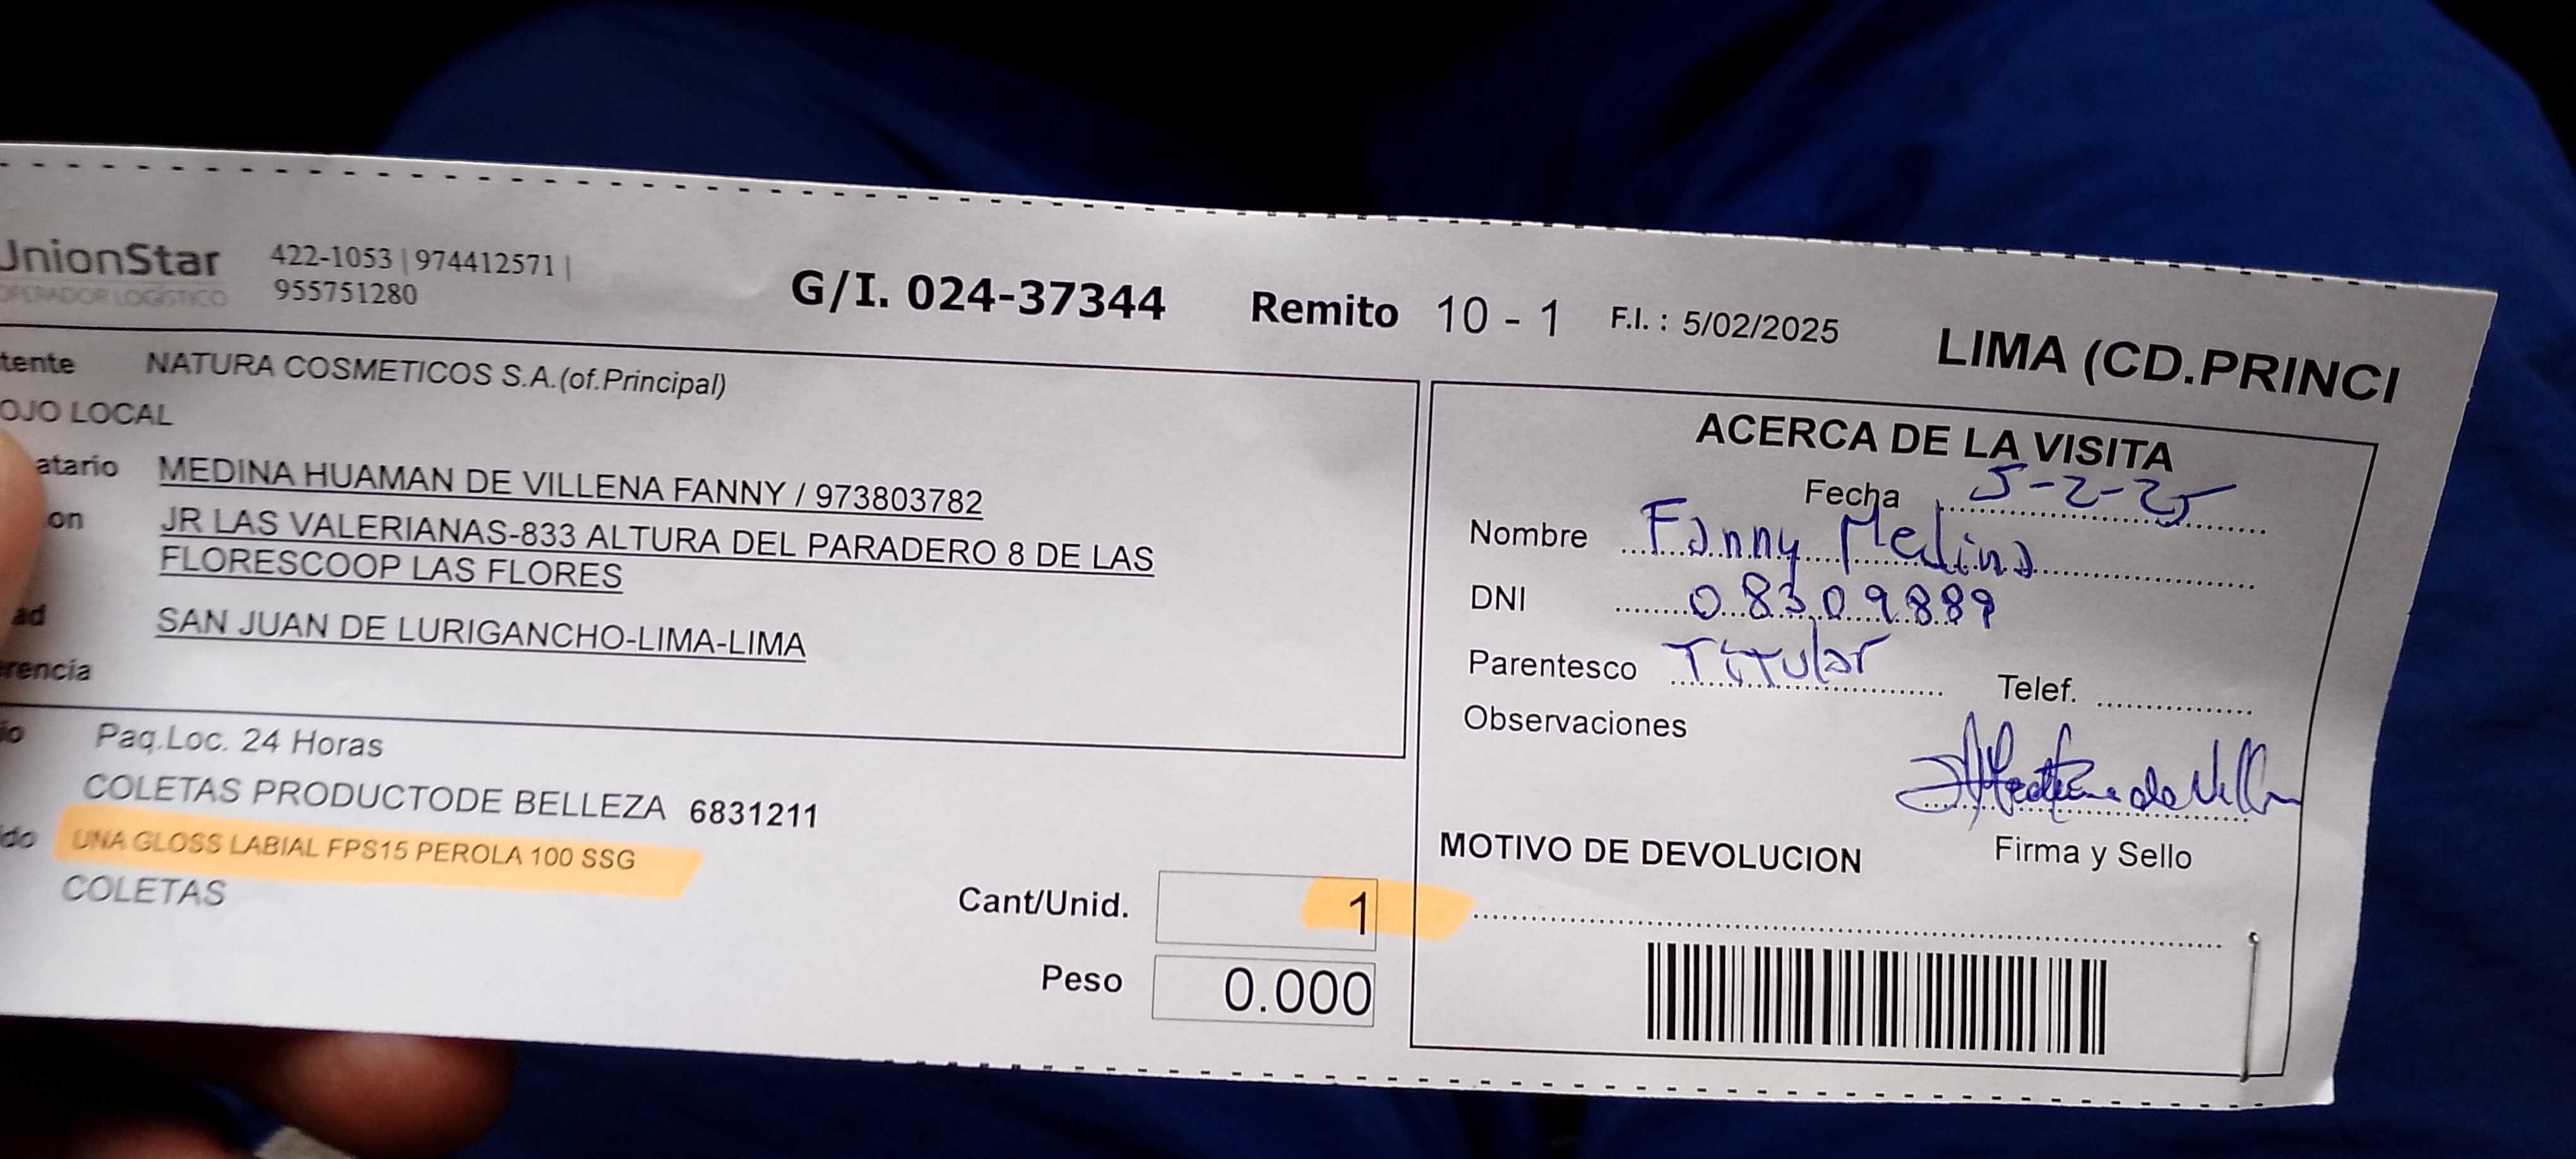 UnionStar
OPERADOR LOGISTICO
422-1053 | 974412571 |
955751280
G/I. 024-37344 Remito 10 - 1 F.I. : 5/02/2025 LIMA (CD.PRINCI
tente NATURA COSMETICOS S.A.(of.Principal)
OJO LOCAL
atario MEDINA HUAMAN DE VILLENA FANNY / 973803782
on JR LAS VALERIANAS-833 ALTURA DEL PARADERO 8 DE LAS
FLORESCOOP LAS FLORES
ad SAN JUAN DE LURIGANCHO-LIMA-LIMA
rencia
io Paq.Loc. 24 Horas
COLETAS PRODUCTODE BELLEZA 6831211
do UNA GLOSS LABIAL FPS15 PEROLA 100 SSG
COLETAS
Cant/Unid. 1
Peso 0.000
ACERCA DE LA VISITA
Fecha 5-2-25
Nombre Fanny Medina
DNI 08309889
Parentesco Titular Telef.
Observaciones
Firma y Sello
MOTIVO DE DEVOLUCION